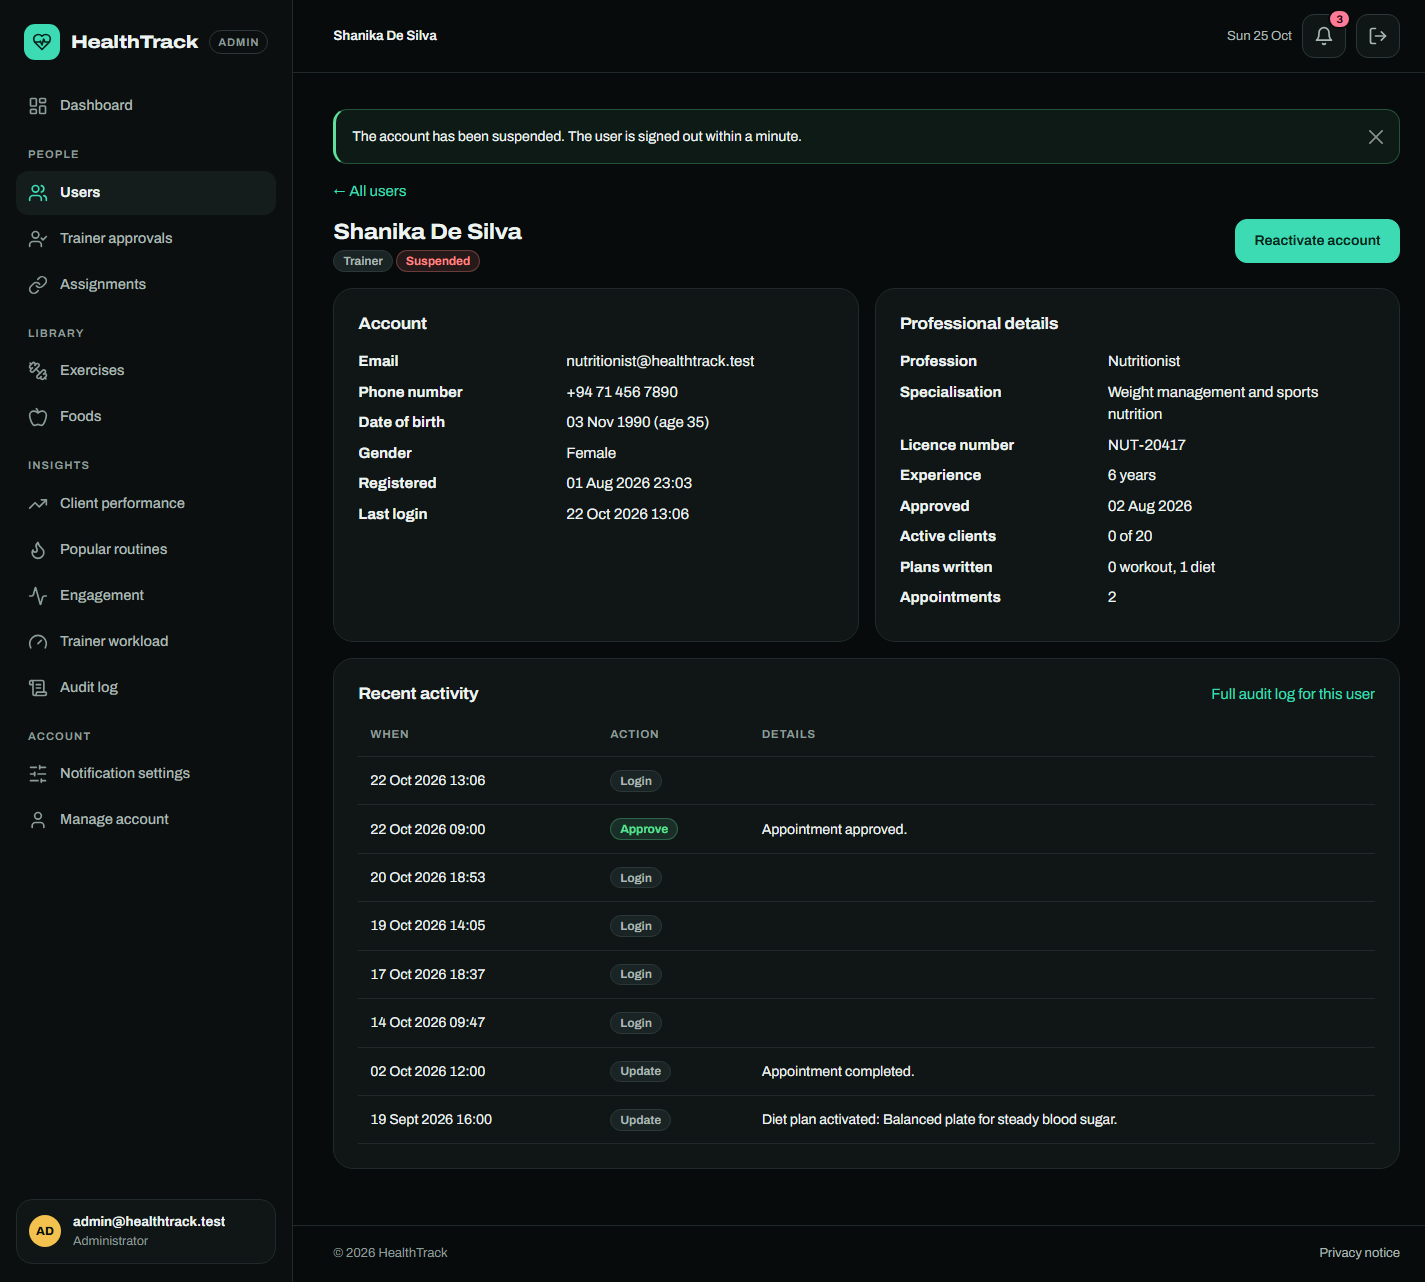 HealthTrack ADMIN
Dashboard
PEOPLE
Users
Trainer approvals
Assignments
LIBRARY
Exercises
Foods
INSIGHTS
Client performance
Popular routines
Engagement
Trainer workload
Audit log
ACCOUNT
Notification settings
Manage account
AD
admin@healthtrack.test
Administrator
Shanika De Silva
Sun 25 Oct
3
The account has been suspended. The user is signed out within a minute.
← All users
Shanika De Silva
Trainer Suspended
Reactivate account
Account
Email nutritionist@healthtrack.test
Phone number +94 71 456 7890
Date of birth 03 Nov 1990 (age 35)
Gender Female
Registered 01 Aug 2026 23:03
Last login 22 Oct 2026 13:06
Professional details
Profession Nutritionist
Specialisation Weight management and sports
nutrition
Licence number NUT-20417
Experience 6 years
Approved 02 Aug 2026
Active clients 0 of 20
Plans written 0 workout, 1 diet
Appointments 2
Recent activity
Full audit log for this user
WHEN ACTION DETAILS
22 Oct 2026 13:06 Login
22 Oct 2026 09:00 Approve Appointment approved.
20 Oct 2026 18:53 Login
19 Oct 2026 14:05 Login
17 Oct 2026 18:37 Login
14 Oct 2026 09:47 Login
02 Oct 2026 12:00 Update Appointment completed.
19 Sept 2026 16:00 Update Diet plan activated: Balanced plate for steady blood sugar.
© 2026 HealthTrack
Privacy notice